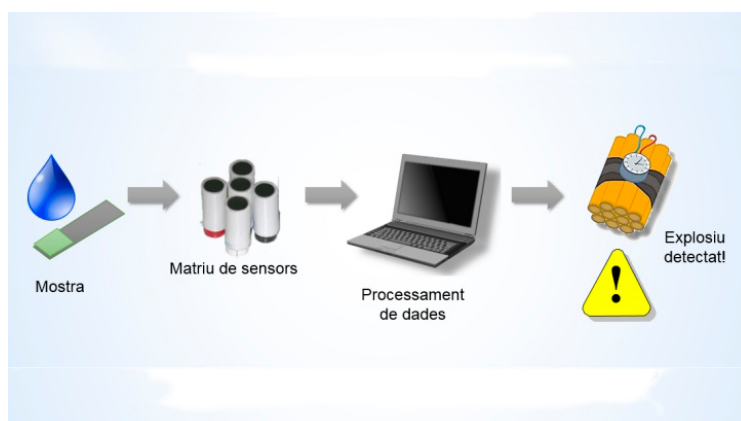 Mostra
Matriu de sensors
Processament
de dades
Explosiu
detectat!